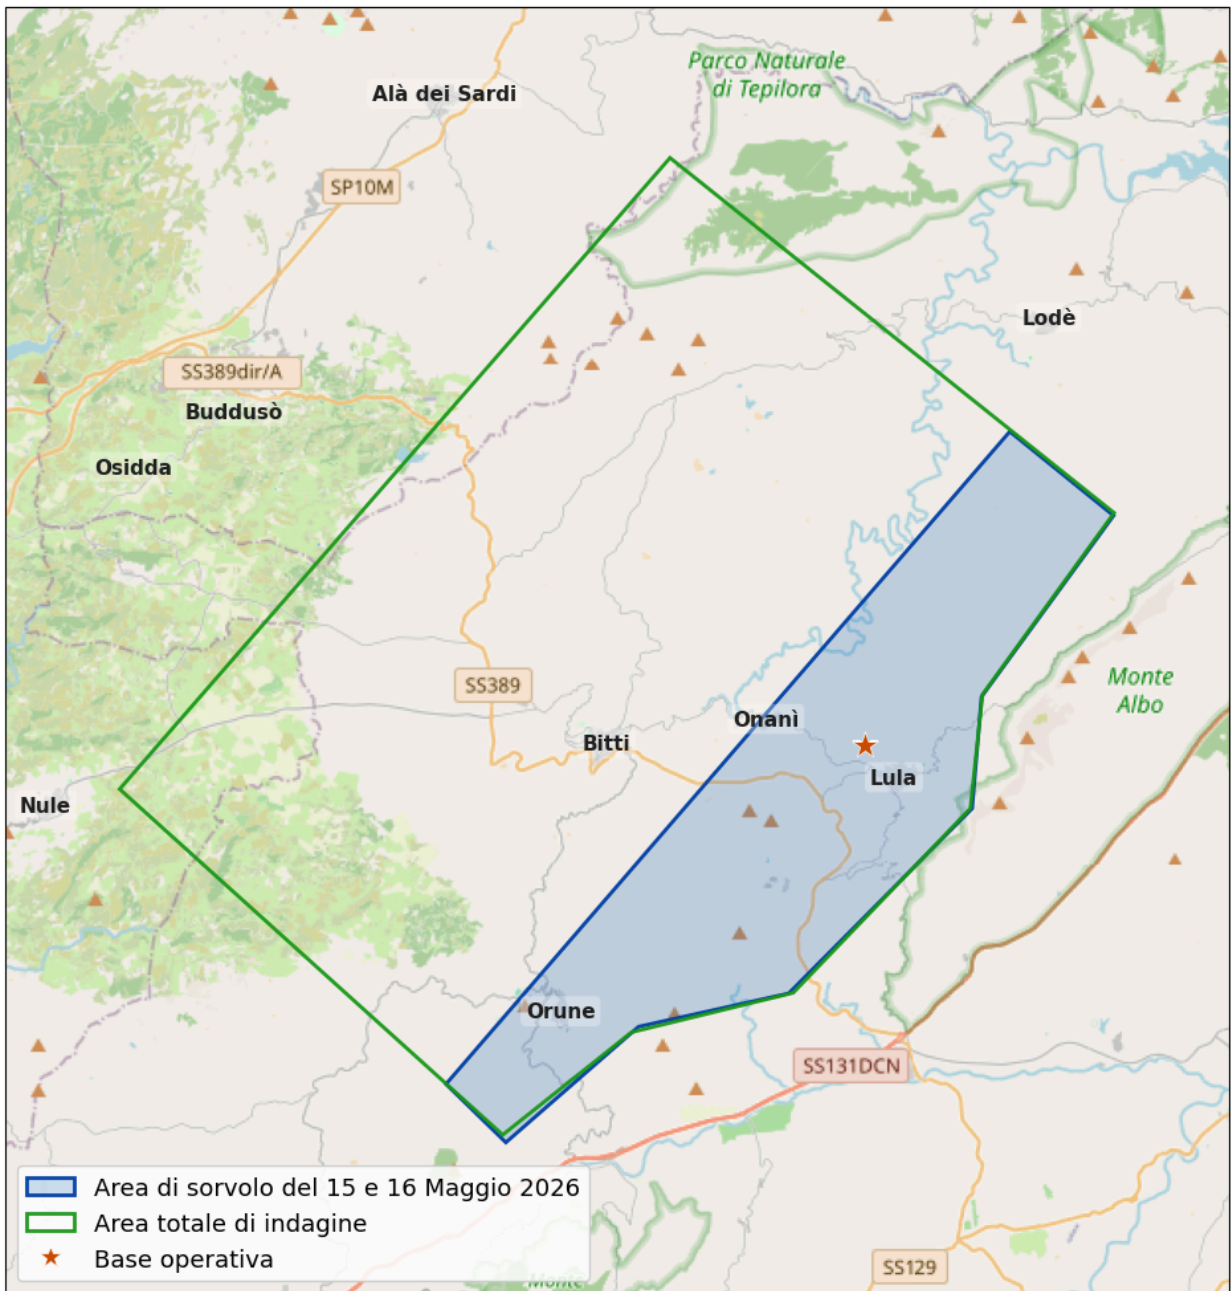 Parco Naturale
di Tepilora
Alà dei Sardi
SP10M
Lodè
SS389dir/A
Buddusò
Osidda
SS389
Monte
Albo
Onanì
Bitti
Lula
Nule
Orune
SS131DCN
Area di sorvolo del 15 e 16 Maggio 2026
Area totale di indagine
Base operativa
SS129
Monte